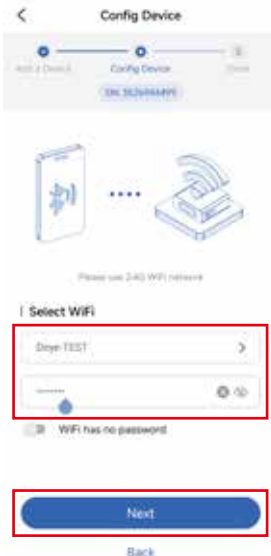 Config Device
Add a Device
Config Device
Done
SN:
Please use 2.4G WiFi network
Select WiFi
Deye-TEST
WiFi has no password
Next
Back